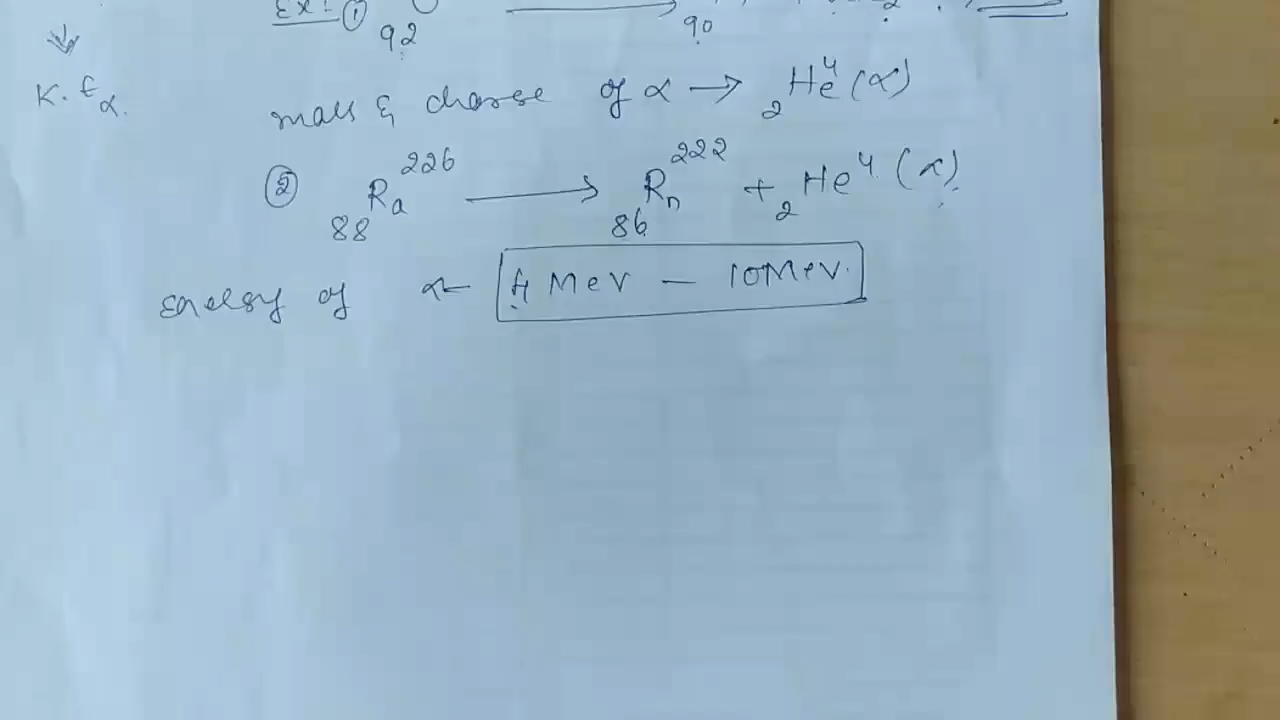 Ex: ① 92 → 90
K.E α.
mass & charge of α → ₂He⁴ (α)
② ₈₈Ra²²⁶ → ₈₆Rn²²² + ₂He⁴ (α)
Energy of α- 4 MeV — 10 MeV.